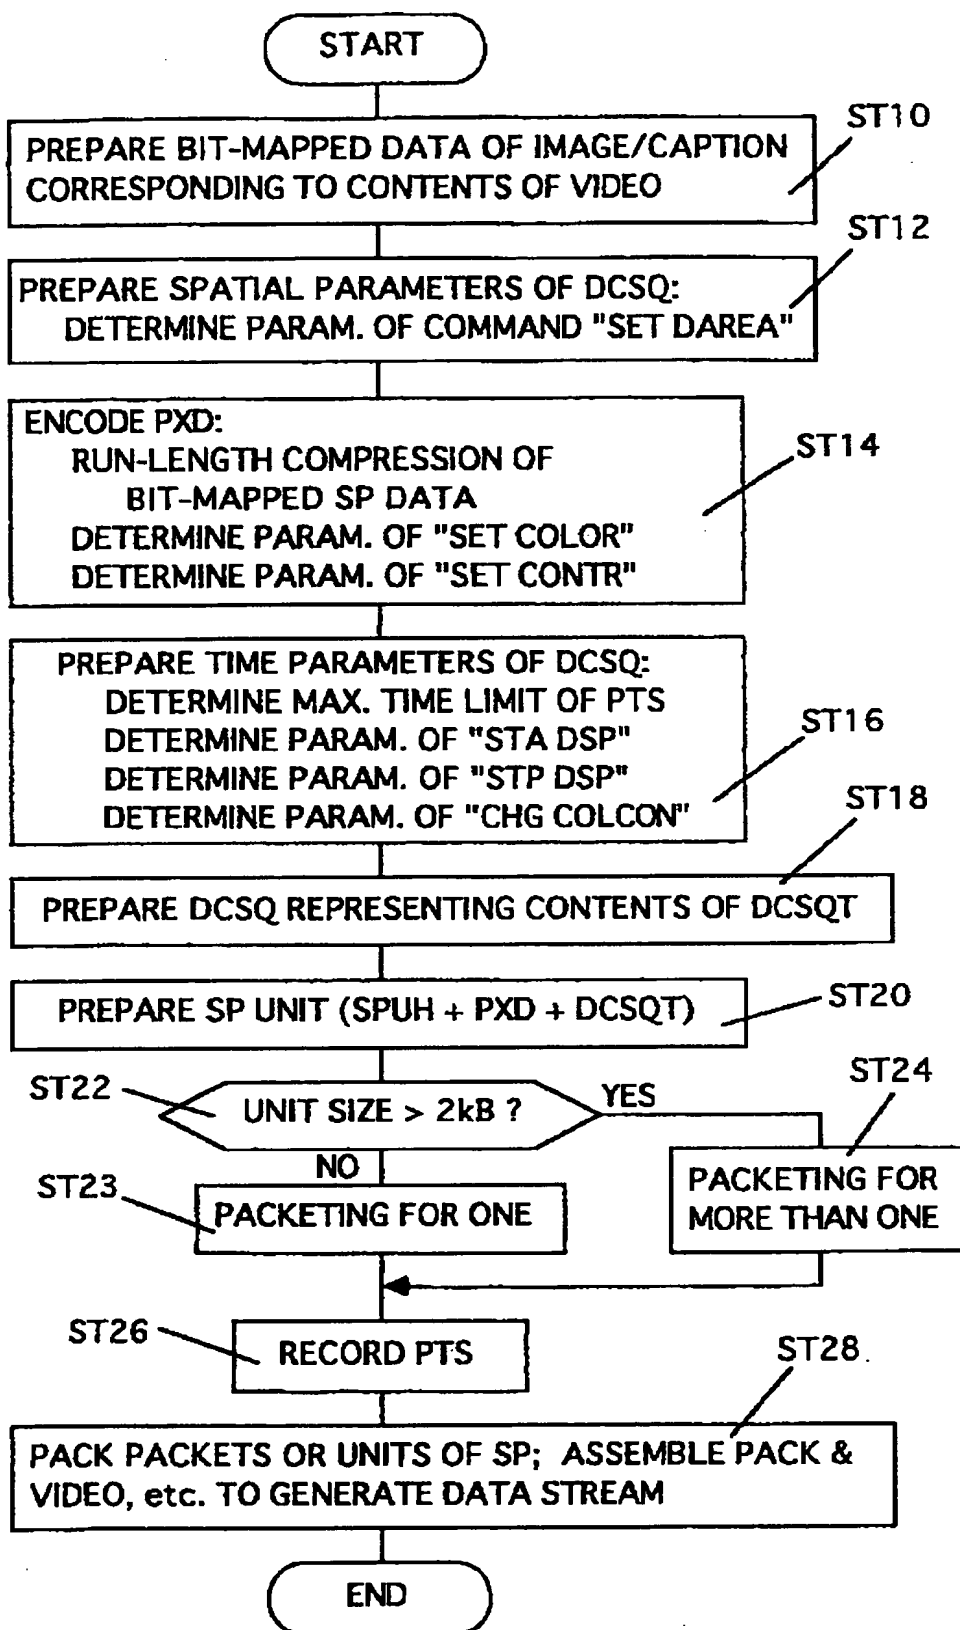 START
ST10
PREPARE BIT-MAPPED DATA OF IMAGE/CAPTION
CORRESPONDING TO CONTENTS OF VIDEO
ST12
PREPARE SPATIAL PARAMETERS OF DCSQ:
DETERMINE PARAM. OF COMMAND "SET DAREA"
ENCODE PXD:
RUN-LENGTH COMPRESSION OF
BIT-MAPPED SP DATA
DETERMINE PARAM. OF "SET COLOR"
DETERMINE PARAM. OF "SET CONTR"
ST14
PREPARE TIME PARAMETERS OF DCSQ:
DETERMINE MAX. TIME LIMIT OF PTS
DETERMINE PARAM. OF "STA DSP"
DETERMINE PARAM. OF "STP DSP"
DETERMINE PARAM. OF "CHG COLCON"
ST16
ST18
PREPARE DCSQ REPRESENTING CONTENTS OF DCSQT
PREPARE SP UNIT (SPUH + PXD + DCSQT)
ST20
ST22
UNIT SIZE > 2kB ?
YES
ST24
NO
ST23
PACKETING FOR ONE
PACKETING FOR
MORE THAN ONE
ST26
RECORD PTS
ST28
PACK PACKETS OR UNITS OF SP; ASSEMBLE PACK &
VIDEO, etc. TO GENERATE DATA STREAM
END